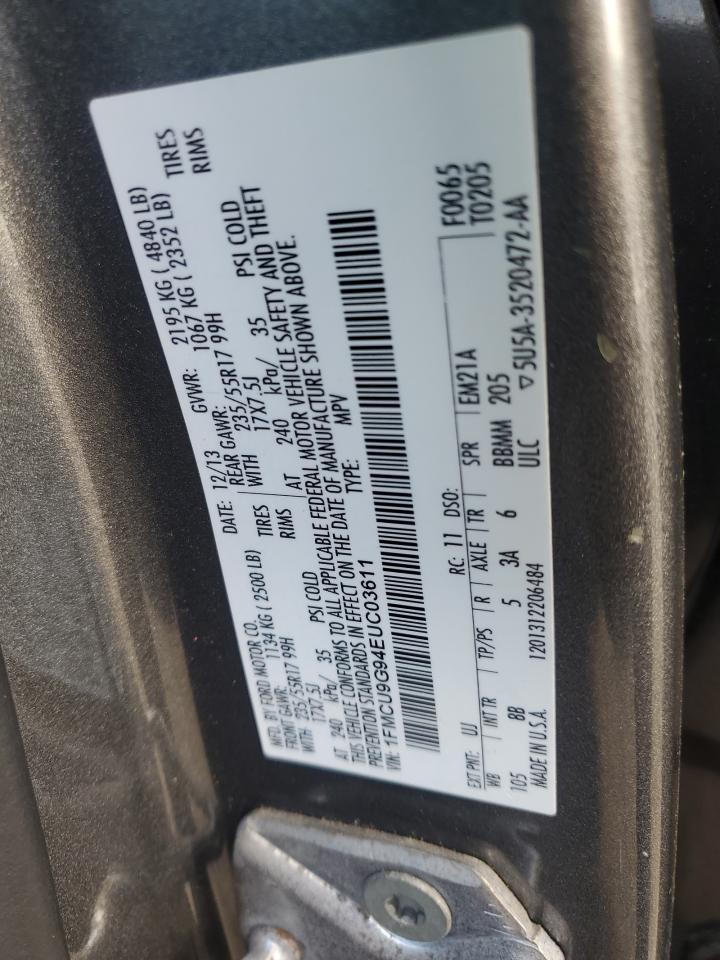 MFD. BY FORD MOTOR CO.
DATE: 12/13
GVWR: 2195 KG ( 4840 LB)
FRONT GAWR: 1134 KG ( 2500 LB)
REAR GAWR: 1067 KG ( 2352 LB)
WITH 235/55R17 99H TIRES
WITH 235/55R17 99H TIRES
17X7.5J RIMS
17X7.5J RIMS
AT 240 kPa/ 35 PSI COLD
AT 240 kPa/ 35 PSI COLD
THIS VEHICLE CONFORMS TO ALL APPLICABLE FEDERAL MOTOR VEHICLE SAFETY AND THEFT
PREVENTION STANDARDS IN EFFECT ON THE DATE OF MANUFACTURE SHOWN ABOVE.
VIN: 1FMCU9G94EUC03611
TYPE: MPV
F0065
T0205
EXT PNT: UJ RC: 11 DSO:
WB INT TR TP/PS R AXLE TR SPR EM21A
105 BB 5 3A 6 BBMM 205
MADE IN U.S.A. 1201312206484 ULC ▽5U5A-3520472-AA